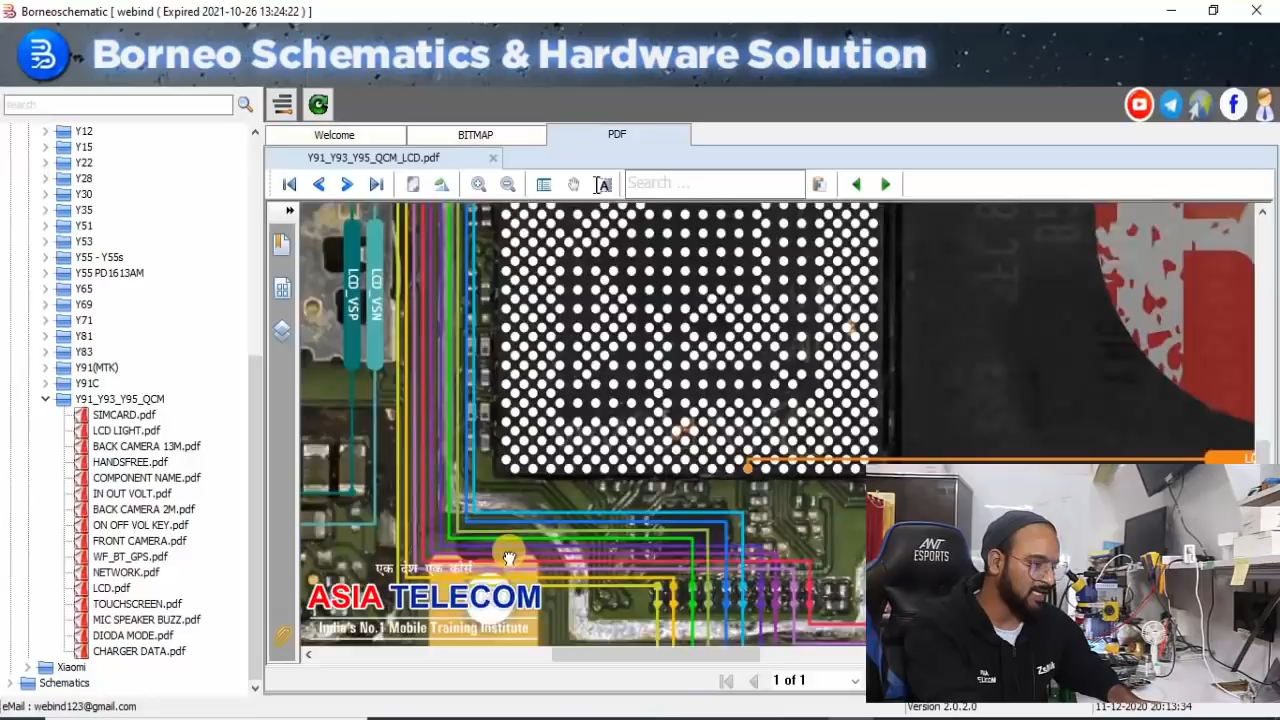 Borneoschematic [ webind ( Expired 2021-10-26 13:24:22 ) ]
Borneo Schematics & Hardware Solution
search
Welcome
BITMAP
PDF
Y91_Y93_Y95_QCM_LCD.pdf
Search ...
Y12
Y15
Y22
Y28
Y30
Y35
Y51
Y53
Y55 - Y55s
Y55 PD1613AM
Y65
Y69
Y71
Y81
Y83
Y91(MTK)
Y91C
Y91_Y93_Y95_QCM
SIMCARD.pdf
LCD LIGHT.pdf
BACK CAMERA 13M.pdf
HANDSFREE.pdf
COMPONENT NAME.pdf
IN OUT VOLT.pdf
BACK CAMERA 2M.pdf
ON OFF VOL KEY.pdf
FRONT CAMERA.pdf
WF_BT_GPS.pdf
NETWORK.pdf
LCD.pdf
TOUCHSCREEN.pdf
MIC SPEAKER BUZZ.pdf
DIODA MODE.pdf
CHARGER DATA.pdf
Xiaomi
Schematics
LCD_VSP
LCD_VSN
एक देश एक कोर्स
ASIA TELECOM
India's No.1 Mobile Training Institute
ANT
ESPORTS
1 of 1
eMail : webind123@gmail.com
Version 2.0.2.0
11-12-2020 20:13:34